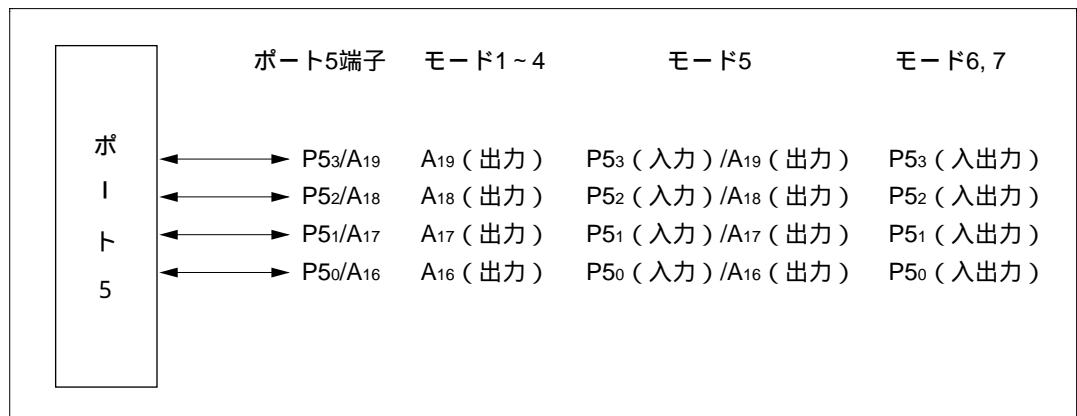 ポート5端子 モード1～4 モード5 モード6, 7
ポート5
P53/A19 A19（出力） P53（入力）/A19（出力） P53（入出力）
P52/A18 A18（出力） P52（入力）/A18（出力） P52（入出力）
P51/A17 A17（出力） P51（入力）/A17（出力） P51（入出力）
P50/A16 A16（出力） P50（入力）/A16（出力） P50（入出力）